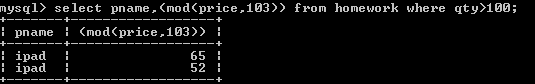 mysql> select pname,(mod(price,103)) from homework where qty>100;
+-------+------------------+
| pname | (mod(price,103)) |
+-------+------------------+
| ipad  |               65 |
| ipad  |               52 |